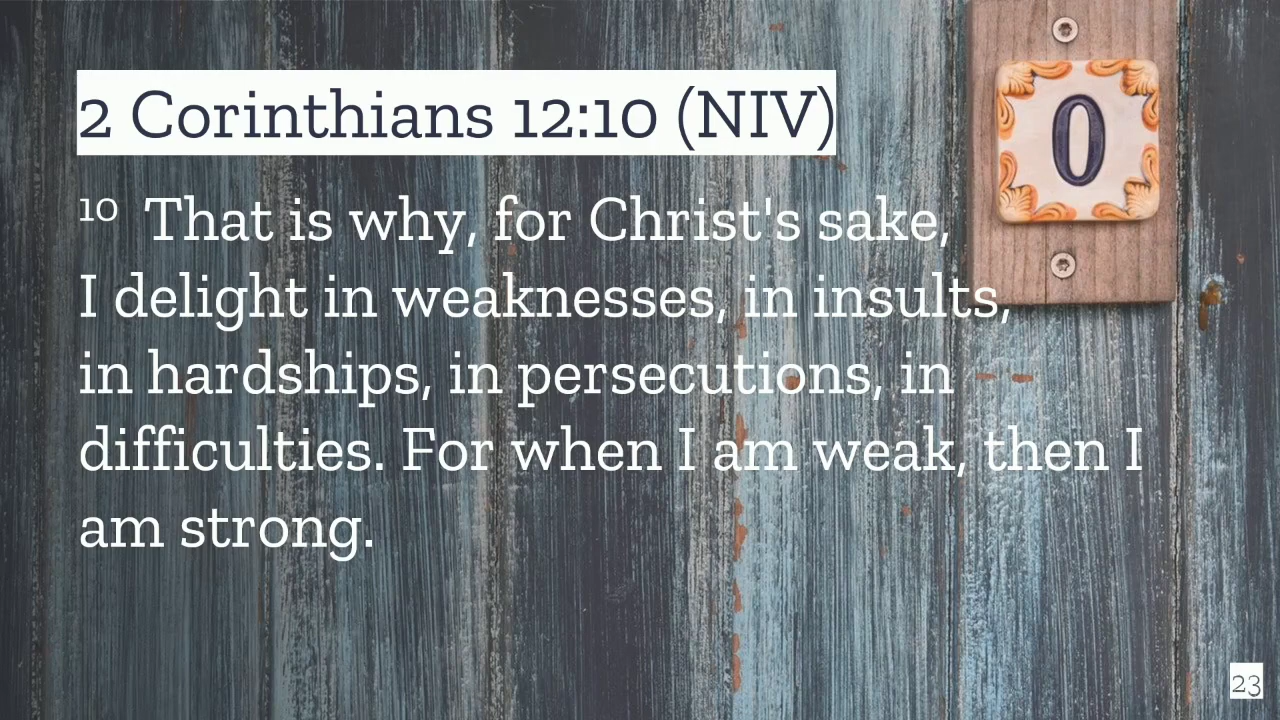 2 Corinthians 12:10 (NIV)
0
10 That is why, for Christ's sake,
I delight in weaknesses, in insults,
in hardships, in persecutions, in
difficulties. For when I am weak, then I
am strong.
23